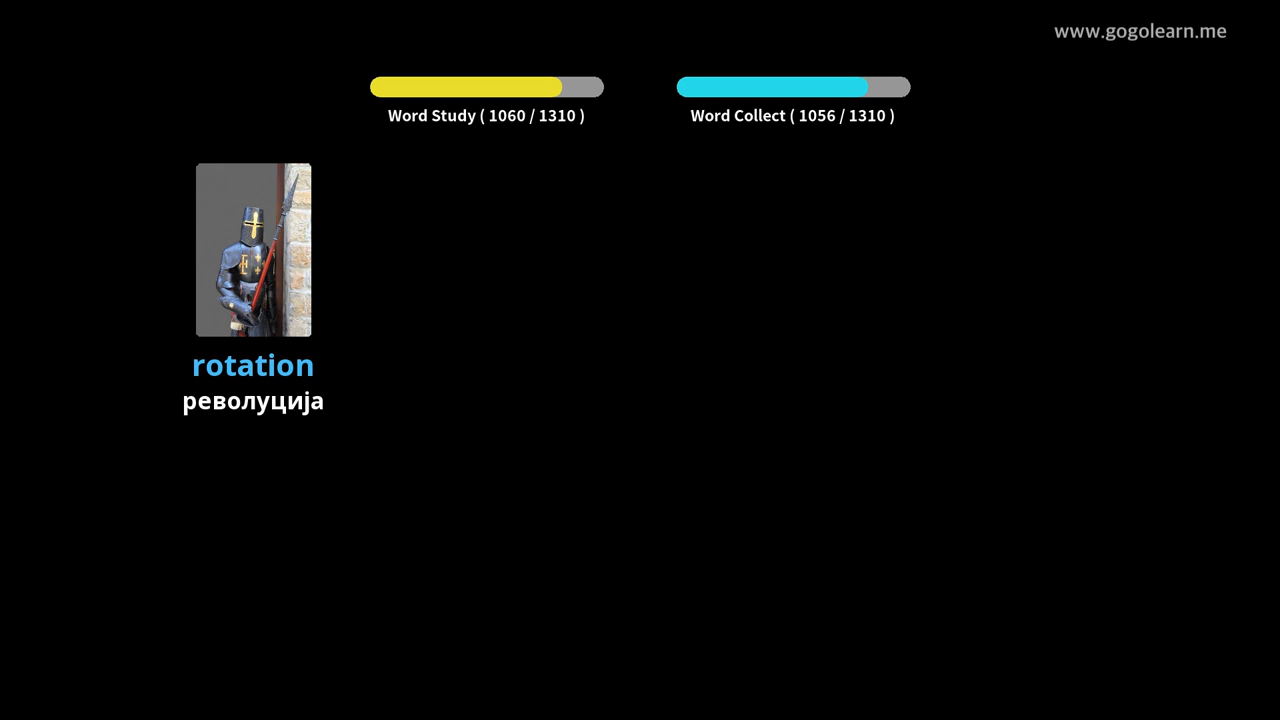 www.gogolearn.me
Word Study ( 1060 / 1310 )
Word Collect ( 1056 / 1310 )
rotation
револуција